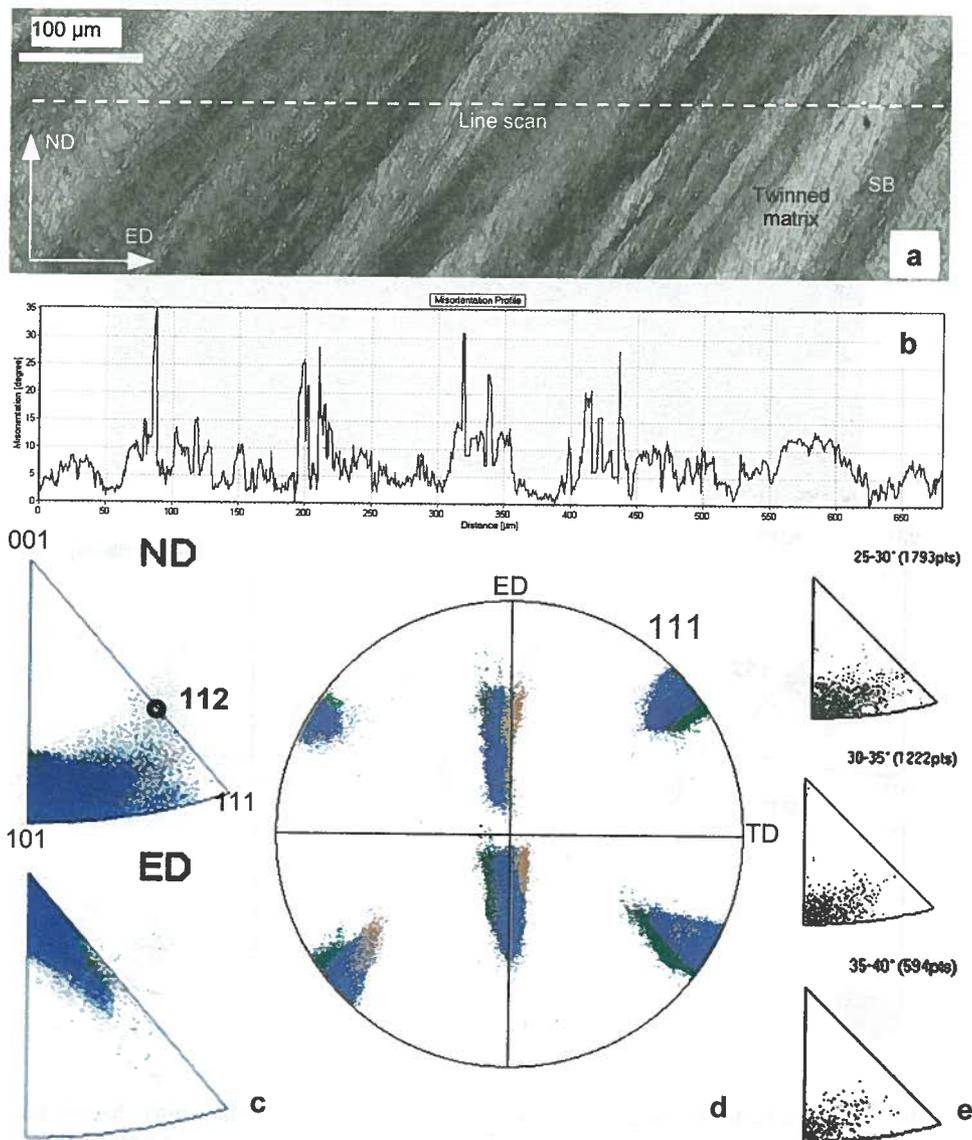 100 µm
Line scan
ND
ED
Twinned
matrix
SB
a
Misorientation Profile
b
Misorientation [degree]
35
30
25
20
15
10
5
0
0 50 100 150 200 250 300 350 400 450 500 550 600 650
Distance [µm]
001
ND
112
111
101
ED
c
ED
111
TD
d
25-30° (1793pts)
30-35° (1222pts)
35-40° (594pts)
e